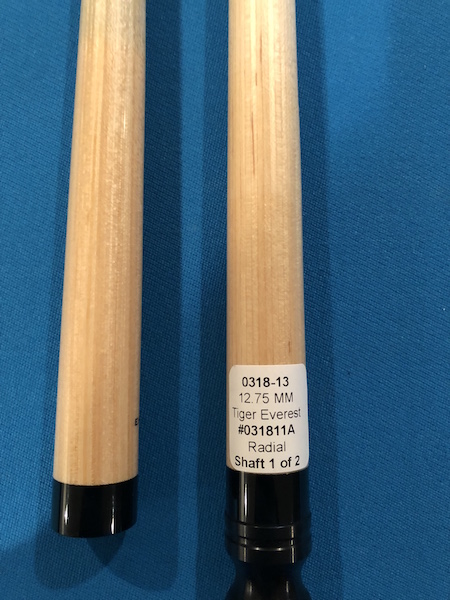 0318-13
12.75 MM
Tiger Everest
#031811A
Radial
Shaft 1 of 2